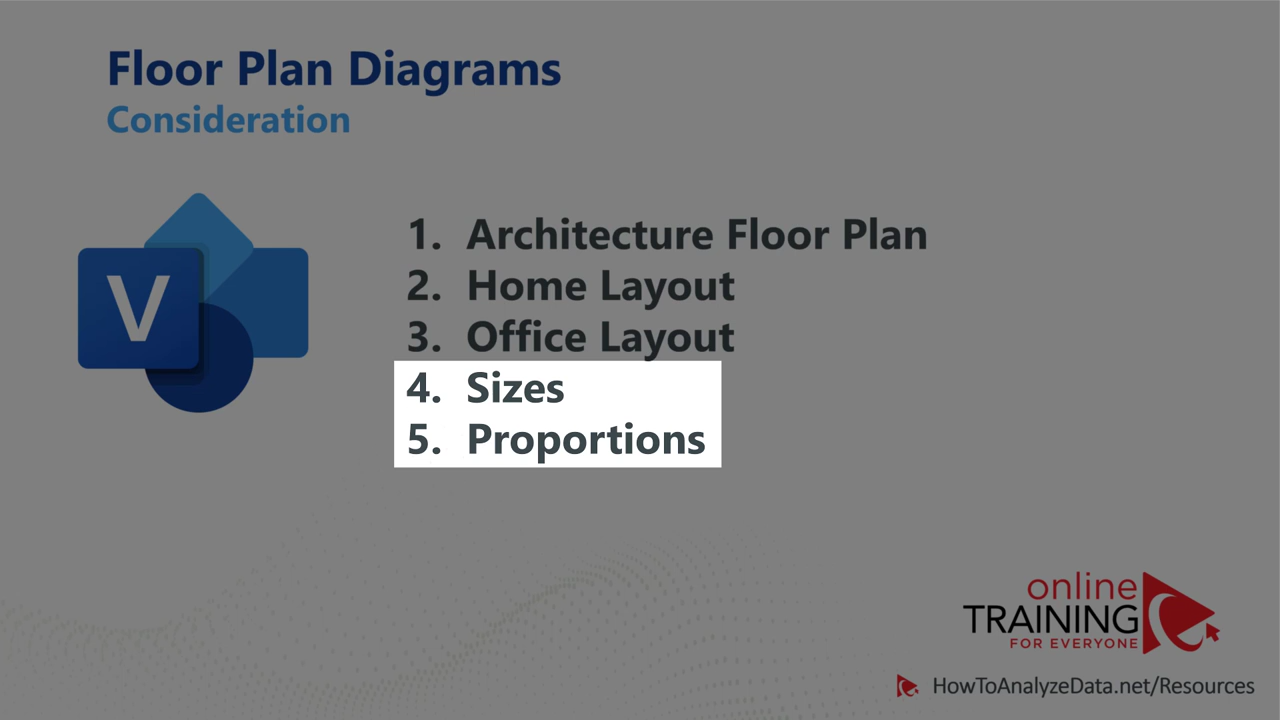 Floor Plan Diagrams
Consideration
V
1. Architecture Floor Plan
2. Home Layout
3. Office Layout
4. Sizes
5. Proportions
online
TRAINING
FOR EVERYONE
HowToAnalyzeData.net/Resources